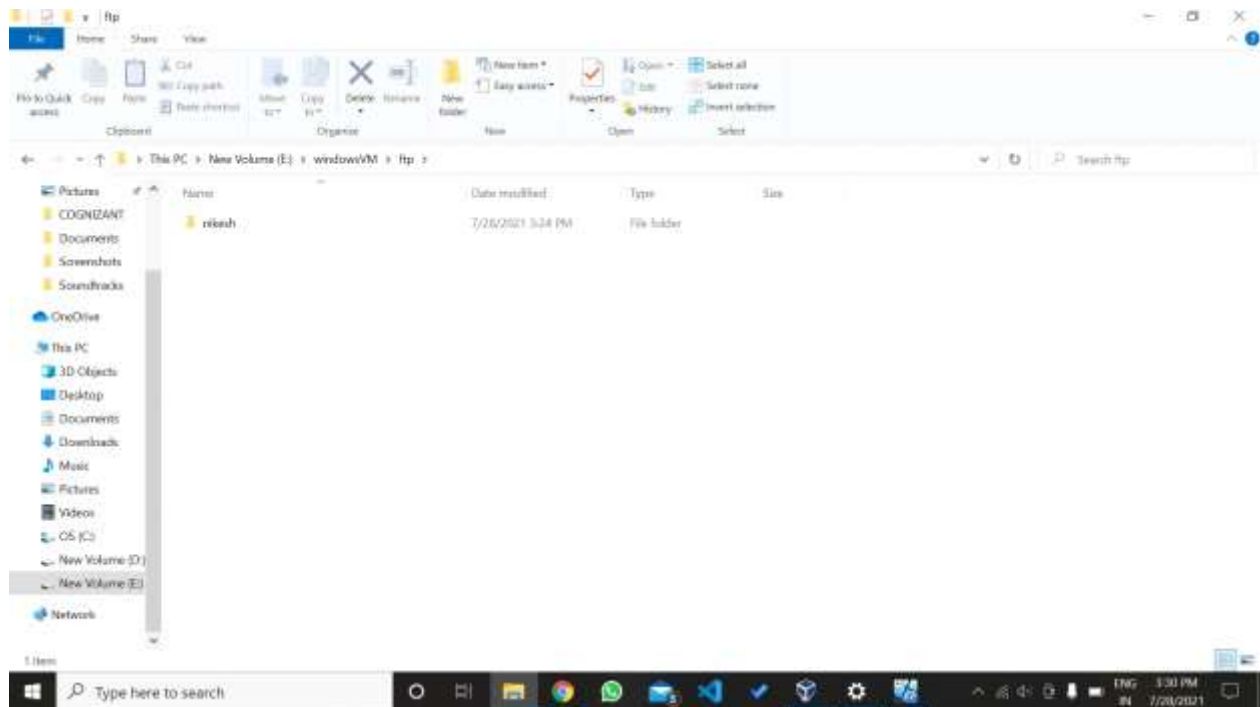 ftp
File Home Share View
Pin to Quick access
Copy
Paste
Cut
Copy path
Paste shortcut
Clipboard
Move to
Copy to
Delete
Rename
Organize
New folder
New item
Easy access
New
Properties
Open
Edit
History
Open
Select all
Select none
Invert selection
Select
This PC New Volume (E:) windowsVM ftp
Search ftp
Name Date modified Type Size
nikesh 7/28/2021 3:24 PM File folder
Pictures
COGNIZANT
Documents
Screenshots
Soundtracks
OneDrive
This PC
3D Objects
Desktop
Documents
Downloads
Music
Pictures
Videos
OS (C:)
New Volume (D:)
New Volume (E:)
Network
1 item
Type here to search
5
ENG
IN
3:30 PM
7/28/2021